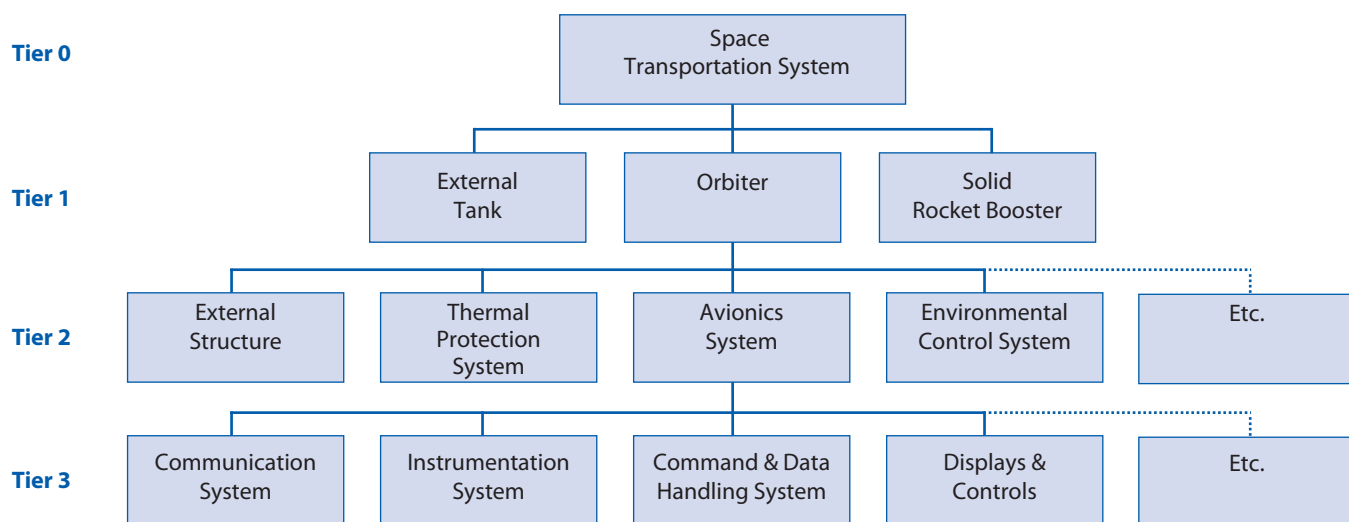 Tier 0
Space
Transportation System
Tier 1
External
Tank
Orbiter
Solid
Rocket Booster
Tier 2
External
Structure
Thermal
Protection
System
Avionics
System
Environmental
Control System
Etc.
Tier 3
Communication
System
Instrumentation
System
Command & Data
Handling System
Displays &
Controls
Etc.